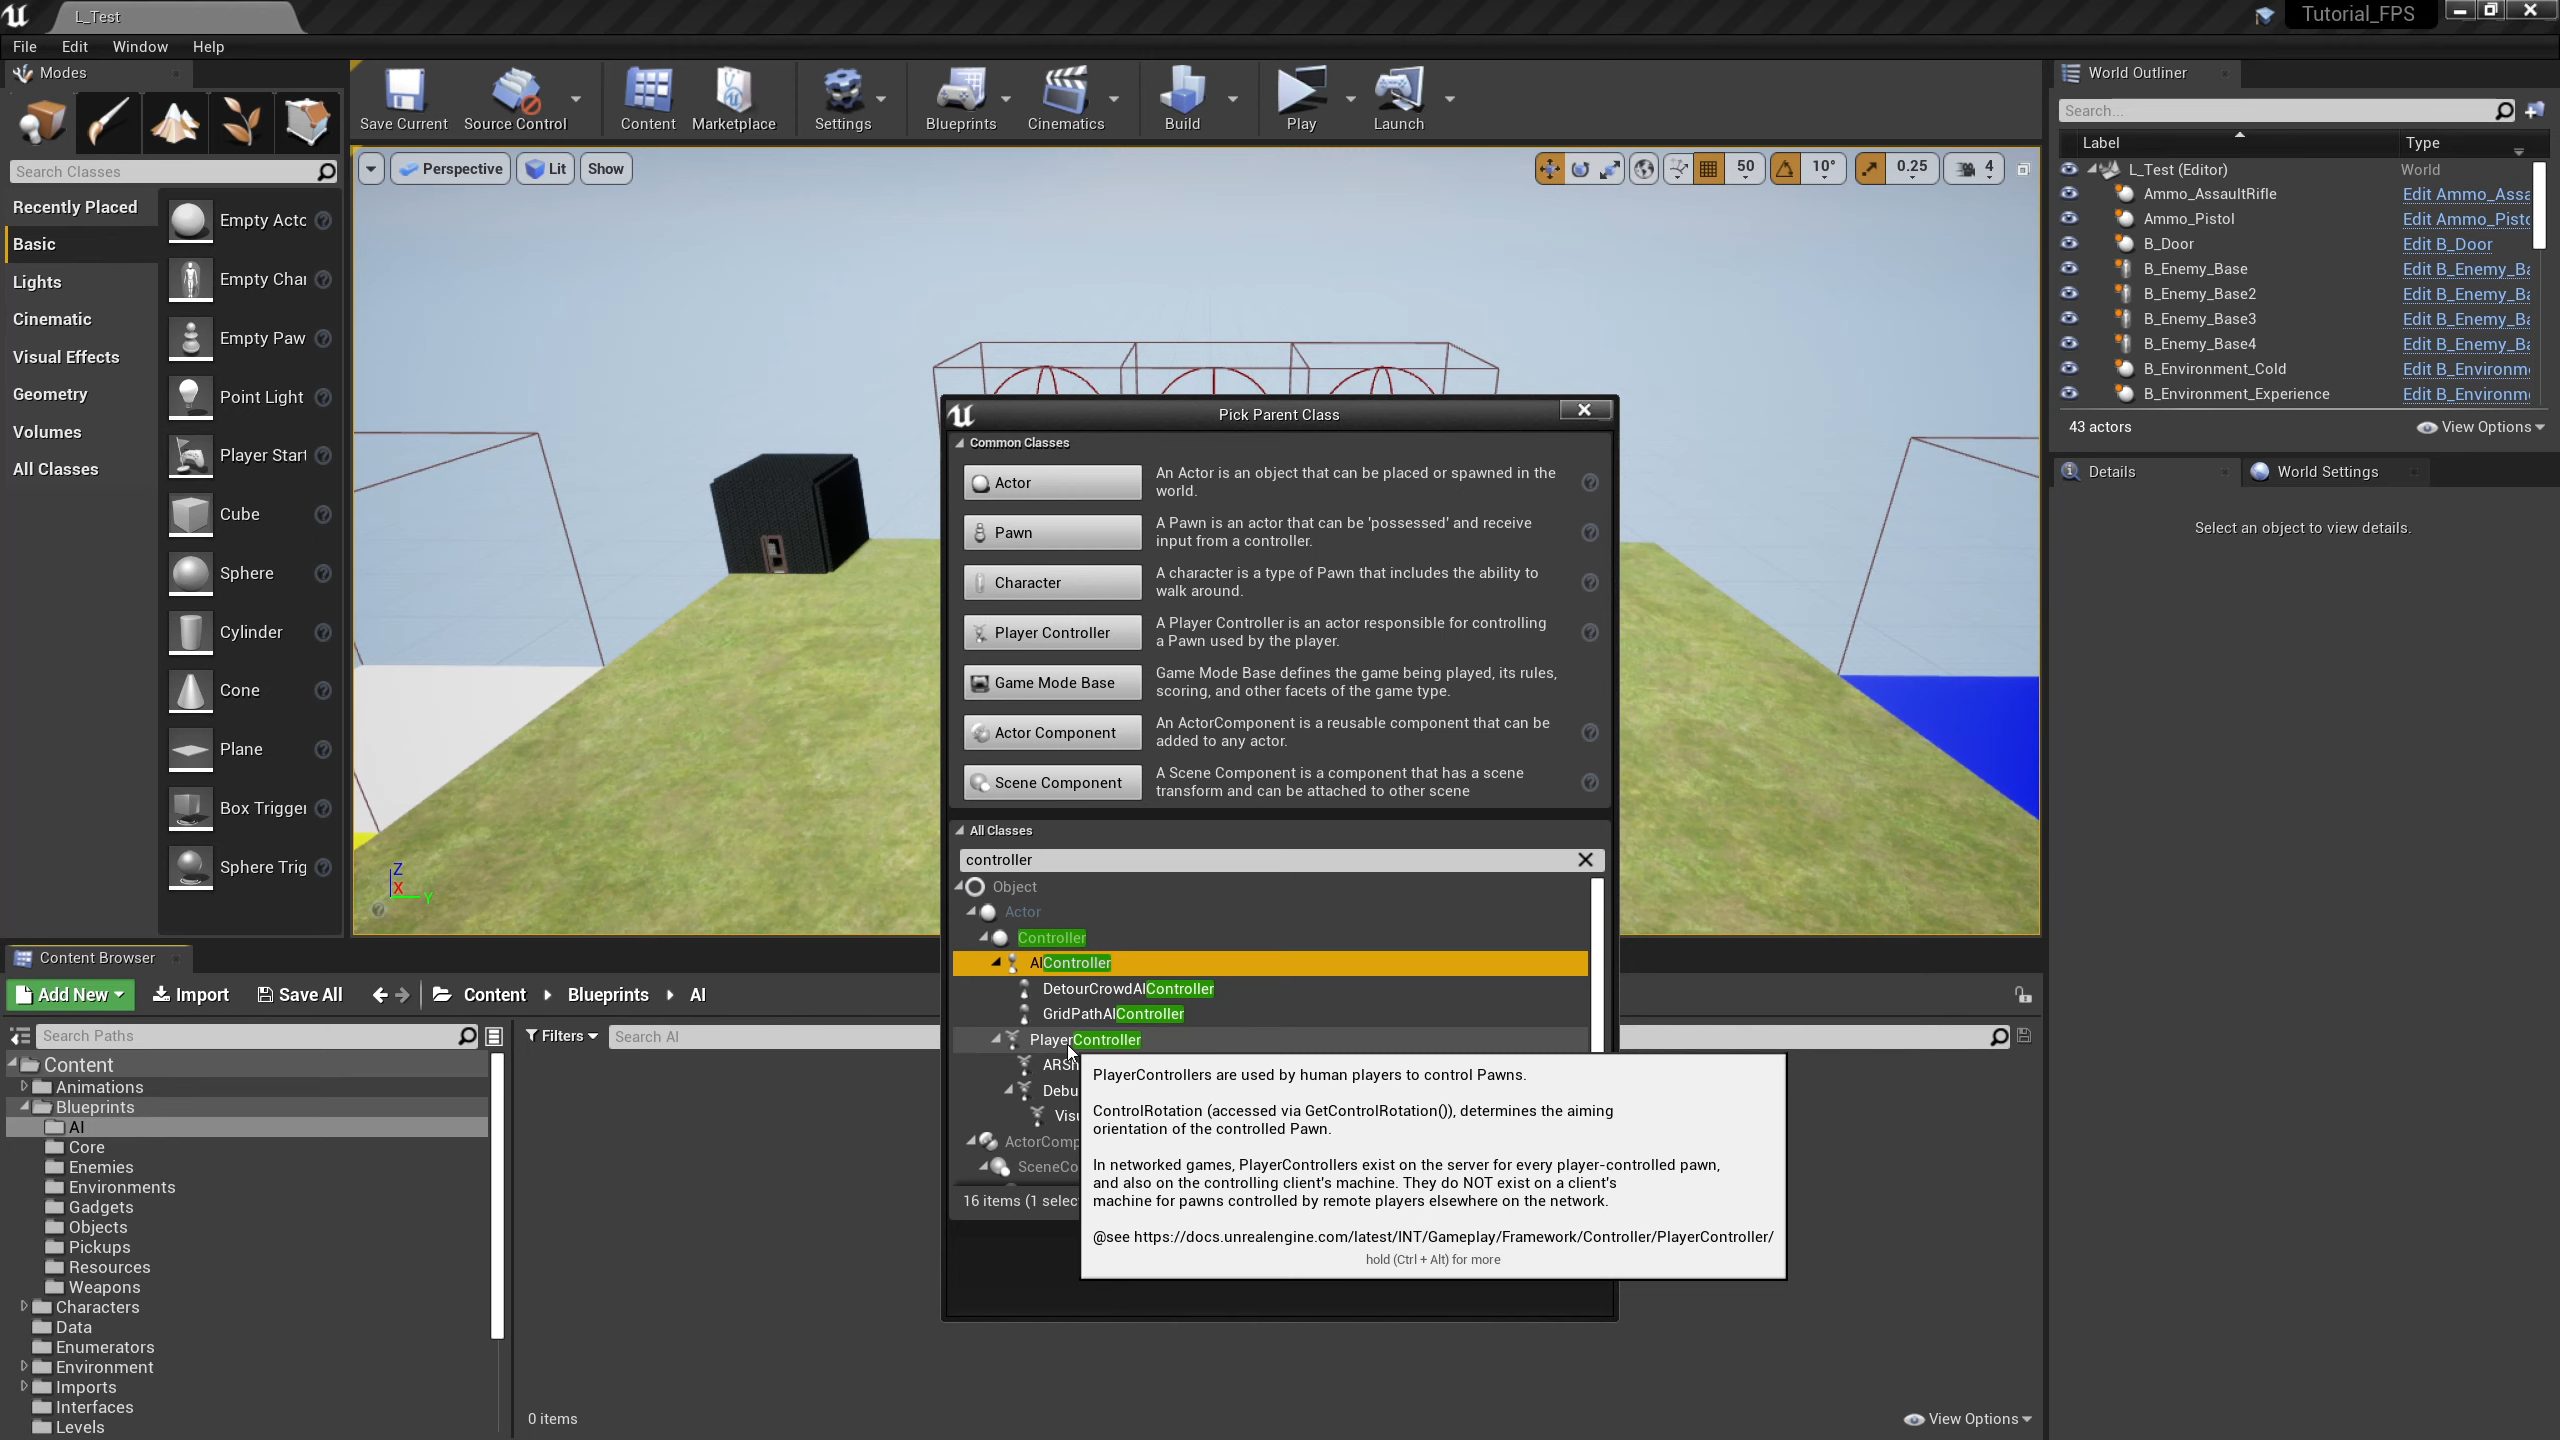 L_Test
Tutorial_FPS
File Edit Window Help
Modes
Search Classes
Recently Placed
Basic
Lights
Cinematic
Visual Effects
Geometry
Volumes
All Classes
Empty Acto
Empty Char
Empty Paw
Point Light
Player Start
Cube
Sphere
Cylinder
Cone
Plane
Box Trigger
Sphere Trig
Save Current
Source Control
Content
Marketplace
Settings
Blueprints
Cinematics
Build
Play
Launch
Perspective
Lit
Show
50
10°
0.25
4
Z
X
Y
World Outliner
Search...
Label Type
L_Test (Editor) World
Ammo_AssaultRifle Edit Ammo_Assa
Ammo_Pistol Edit Ammo_Pisto
B_Door Edit B_Door
B_Enemy_Base Edit B_Enemy_Ba
B_Enemy_Base2 Edit B_Enemy_Ba
B_Enemy_Base3 Edit B_Enemy_Ba
B_Enemy_Base4 Edit B_Enemy_Ba
B_Environment_Cold Edit B_Environme
B_Environment_Experience Edit B_Environme
43 actors
View Options
Details
World Settings
Select an object to view details.
Pick Parent Class
Common Classes
Actor
An Actor is an object that can be placed or spawned in the
world.
Pawn
A Pawn is an actor that can be 'possessed' and receive
input from a controller.
Character
A character is a type of Pawn that includes the ability to
walk around.
Player Controller
A Player Controller is an actor responsible for controlling
a Pawn used by the player.
Game Mode Base
Game Mode Base defines the game being played, its rules,
scoring, and other facets of the game type.
Actor Component
An ActorComponent is a reusable component that can be
added to any actor.
Scene Component
A Scene Component is a component that has a scene
transform and can be attached to other scene
All Classes
controller
Object
Actor
Controller
AIController
DetourCrowdAIController
GridPathAIController
PlayerController
ARSh
Debu
Visu
ActorComp
SceneCo
16 items (1 select
PlayerControllers are used by human players to control Pawns.
ControlRotation (accessed via GetControlRotation()), determines the aiming
orientation of the controlled Pawn.
In networked games, PlayerControllers exist on the server for every player-controlled pawn,
and also on the controlling client's machine. They do NOT exist on a client's
machine for pawns controlled by remote players elsewhere on the network.
@see https://docs.unrealengine.com/latest/INT/Gameplay/Framework/Controller/PlayerController/
hold (Ctrl + Alt) for more
Content Browser
Add New
Import
Save All
Content
Blueprints
AI
Search Paths
Filters
Search AI
Content
Animations
Blueprints
AI
Core
Enemies
Environments
Gadgets
Objects
Pickups
Resources
Weapons
Characters
Data
Enumerators
Environment
Imports
Interfaces
Levels
0 items
View Options